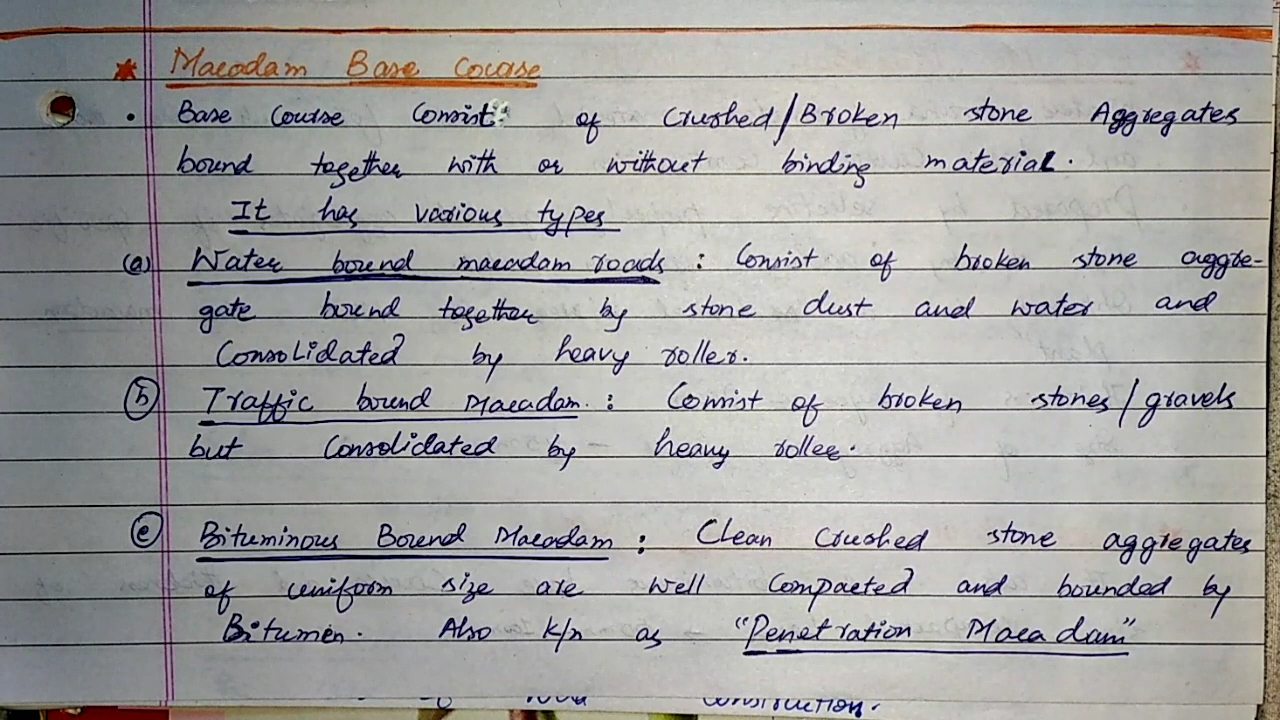 * Macadam Base Course
• Base Course Consist of Crushed/Broken stone Aggregates
bound together with or without binding material.
It has various types
(a) Water bound macadam roads : Consist of broken stone aggre-
gate bound together by stone dust and water and
Consolidated by heavy roller.
(b) Traffic bound Macadam : Consist of broken stones/gravels
but Consolidated by heavy roller.
(c) Bituminous Bound Macadam : Clean Crushed stone aggregates
of uniform size are well Compacted and bounded by
Bitumen. Also k/n as "Penetration Macadam"
construction.